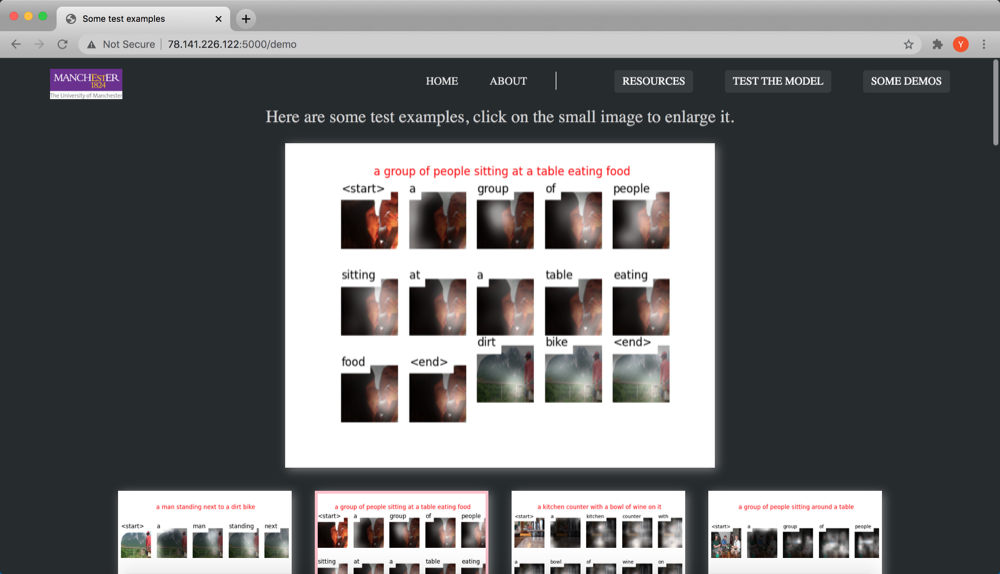 Some test examples
Not Secure 78.141.226.122:5000/demo
Y
MANCHESTER
1824
The University of Manchester
HOME ABOUT RESOURCES TEST THE MODEL SOME DEMOS
Here are some test examples, click on the small image to enlarge it.
a group of people sitting at a table eating food
<start> a group of people
sitting at a table eating
dirt bike <end>
food <end>
a man standing next to a dirt bike
<start> a man standing next
a group of people sitting at a table eating food
<start> a group of people
sitting at a table eating
a kitchen counter with a bowl of wine on it
<start> a kitchen counter with
a bowl of wine on
a group of people sitting around a table
<start> a group of people